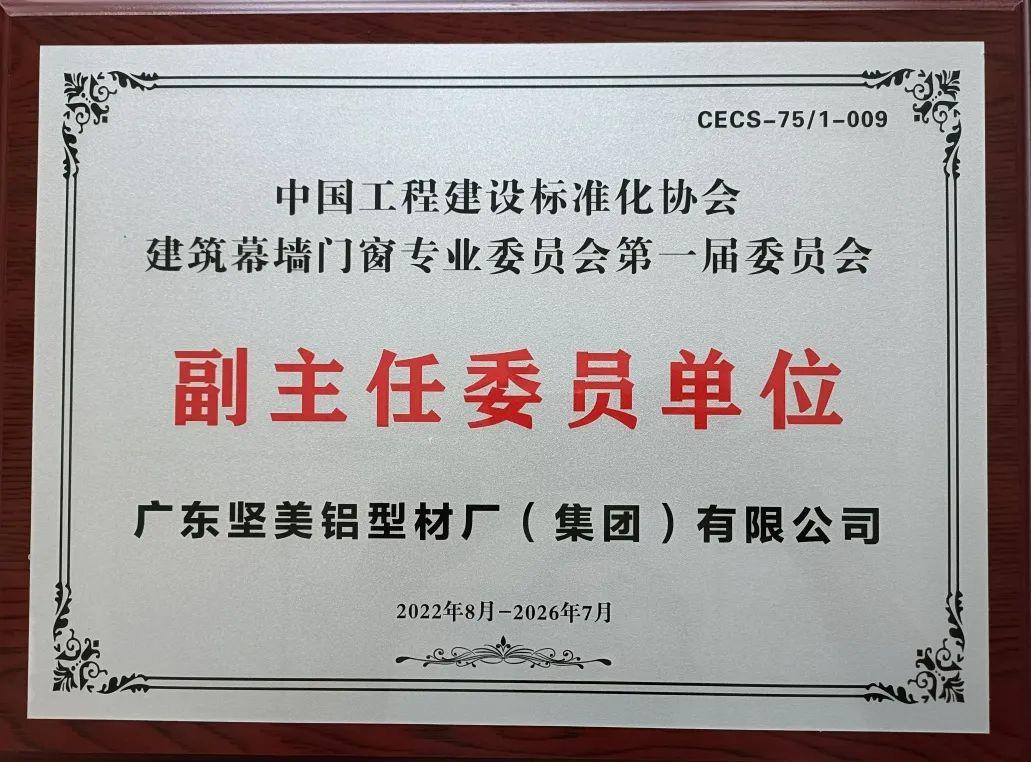 CECS-75/1-009
中国工程建设标准化协会
建筑幕墙门窗专业委员会第一届委员会
副主任委员单位
广东坚美铝型材厂（集团）有限公司
2022年8月-2026年7月